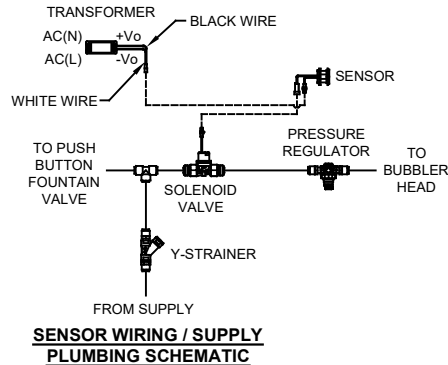 TRANSFORMER
BLACK WIRE
AC(N) +Vo
AC(L) -Vo
WHITE WIRE
SENSOR
TO PUSH
BUTTON
FOUNTAIN
VALVE
SOLENOID
VALVE
PRESSURE
REGULATOR
TO
BUBBLER
HEAD
Y-STRAINER
FROM SUPPLY
SENSOR WIRING / SUPPLY
PLUMBING SCHEMATIC